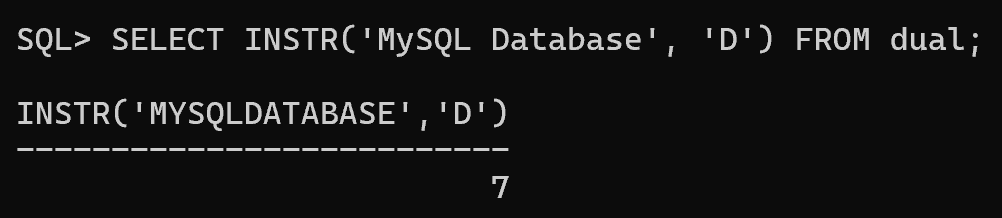 SQL> SELECT INSTR('MySQL Database', 'D') FROM dual;
INSTR('MYSQLDATABASE','D')
--------------------------
7